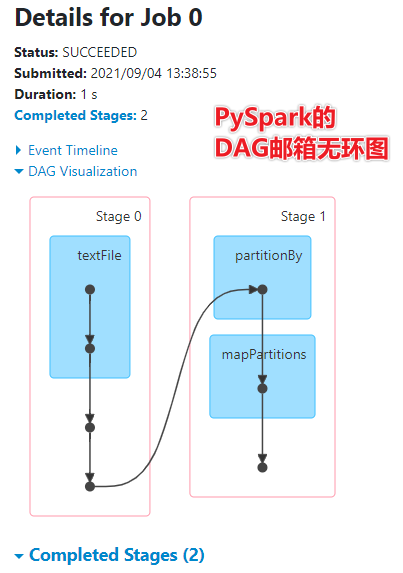 Details for Job 0
Status: SUCCEEDED
Submitted: 2021/09/04 13:38:55
Duration: 1 s
Completed Stages: 2
PySpark的
DAG邮箱无环图
Event Timeline
DAG Visualization
Stage 0
Stage 1
textFile
partitionBy
mapPartitions
Completed Stages (2)